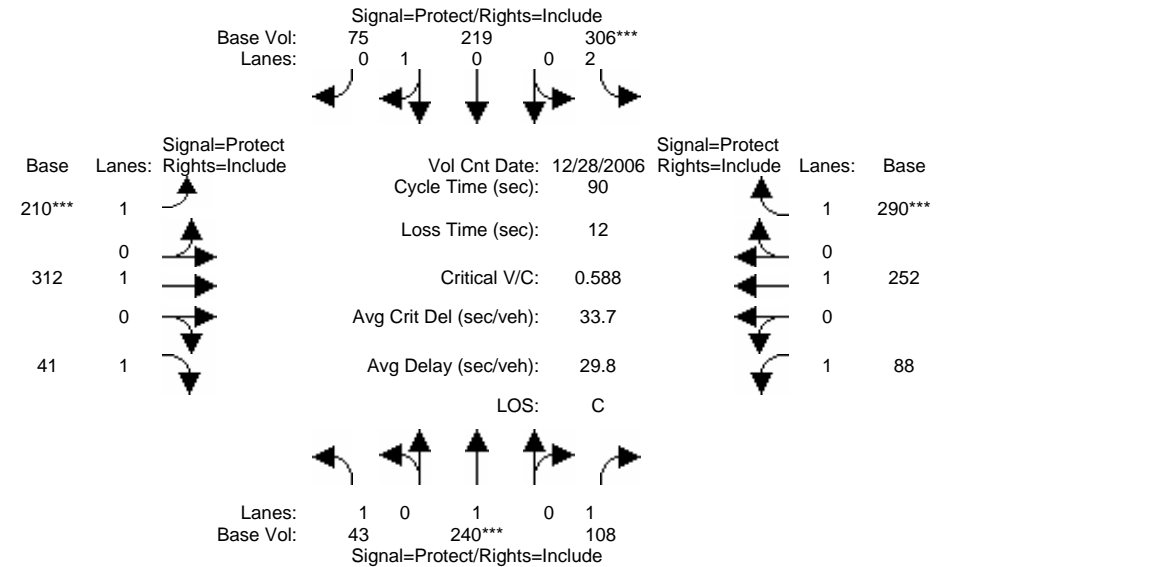 Signal=Protect/Rights=Include
Base Vol: 75 219 306***
Lanes: 0 1 0 0 2
Signal=Protect Signal=Protect
Base Lanes: Rights=Include Vol Cnt Date: 12/28/2006 Rights=Include Lanes: Base
Cycle Time (sec): 90
210*** 1 1 290***
Loss Time (sec): 12
0 0
312 1 Critical V/C: 0.588 1 252
0 Avg Crit Del (sec/veh): 33.7 0
41 1 Avg Delay (sec/veh): 29.8 1 88
LOS: C
Lanes: 1 0 1 0 1
Base Vol: 43 240*** 108
Signal=Protect/Rights=Include